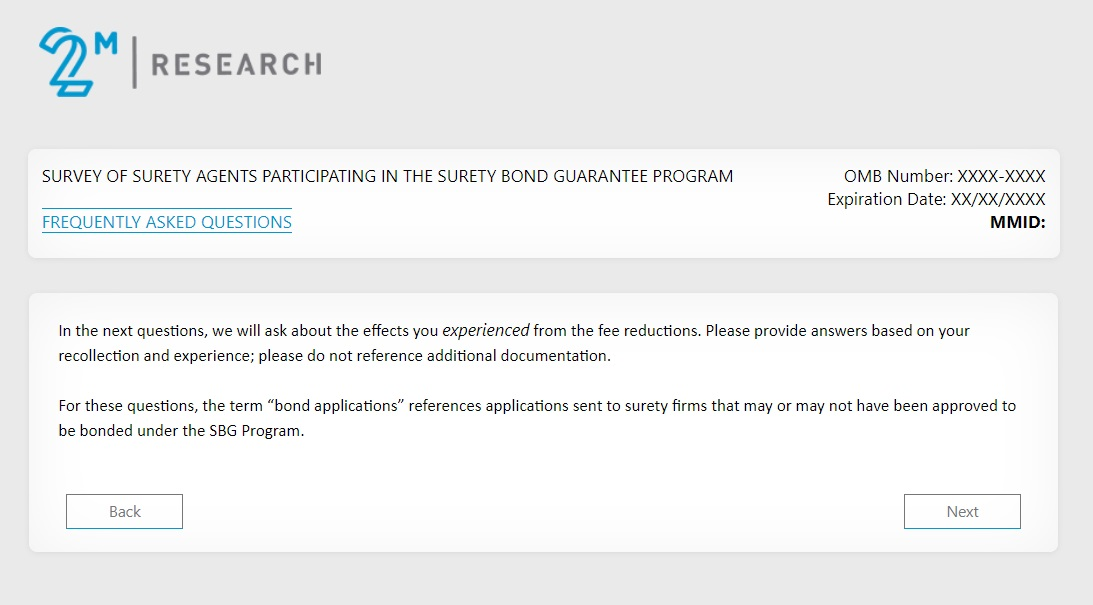 2M | RESEARCH
SURVEY OF SURETY AGENTS PARTICIPATING IN THE SURETY BOND GUARANTEE PROGRAM
OMB Number: XXXX-XXXX
Expiration Date: XX/XX/XXXX
FREQUENTLY ASKED QUESTIONS
MMID:
In the next questions, we will ask about the effects you experienced from the fee reductions. Please provide answers based on your
recollection and experience; please do not reference additional documentation.
For these questions, the term “bond applications” references applications sent to surety firms that may or may not have been approved to
be bonded under the SBG Program.
Back
Next